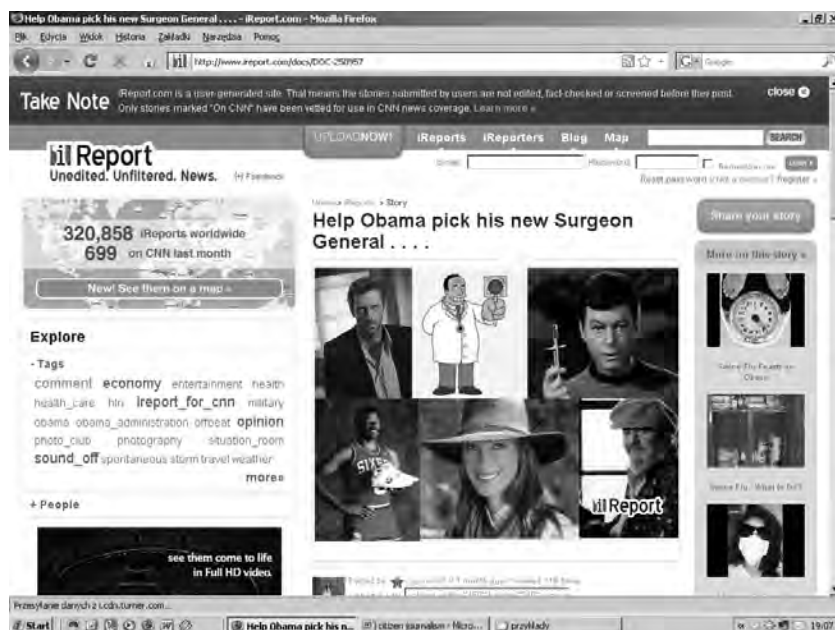 Help Obama pick his new Surgeon General . . . . - iReport.com - Mozilla Firefox
Plik Edycja Widok Historia Zakładki Narzędzia Pomoc
http://www.ireport.com/docs/DOC-258957
Google
Take Note
iReport.com is a user-generated site. That means the stories submitted by users are not edited, fact-checked or screened before they post.
Only stories marked "On CNN" have been vetted for use in CNN news coverage. Learn more »
close
UPLOAD NOW!
iReports iReporters Blog Map
SEARCH
iReport
Unedited. Unfiltered. News.
[+] Feedback
Email
Password
Reset password
Register »
320,858 iReports worldwide
699 on CNN last month
New! See them on a map »
Explore
- Tags
comment economy entertainment health
health_care hln ireport_for_cnn military
obama obama_administration offbeat opinion
photo_club photography situation_room
sound_off spontaneous storm travel weather
more»
+ People
see them come to life
in Full HD video.
» Story
Help Obama pick his new Surgeon
General . . . .
SIXERS
iReport
Share your story
More on this story »
Przesyłanie danych z i.cdn.turner.com...
Start
Help Obama pick his n...
citizen journalism - Micro...
przykłady
19:07